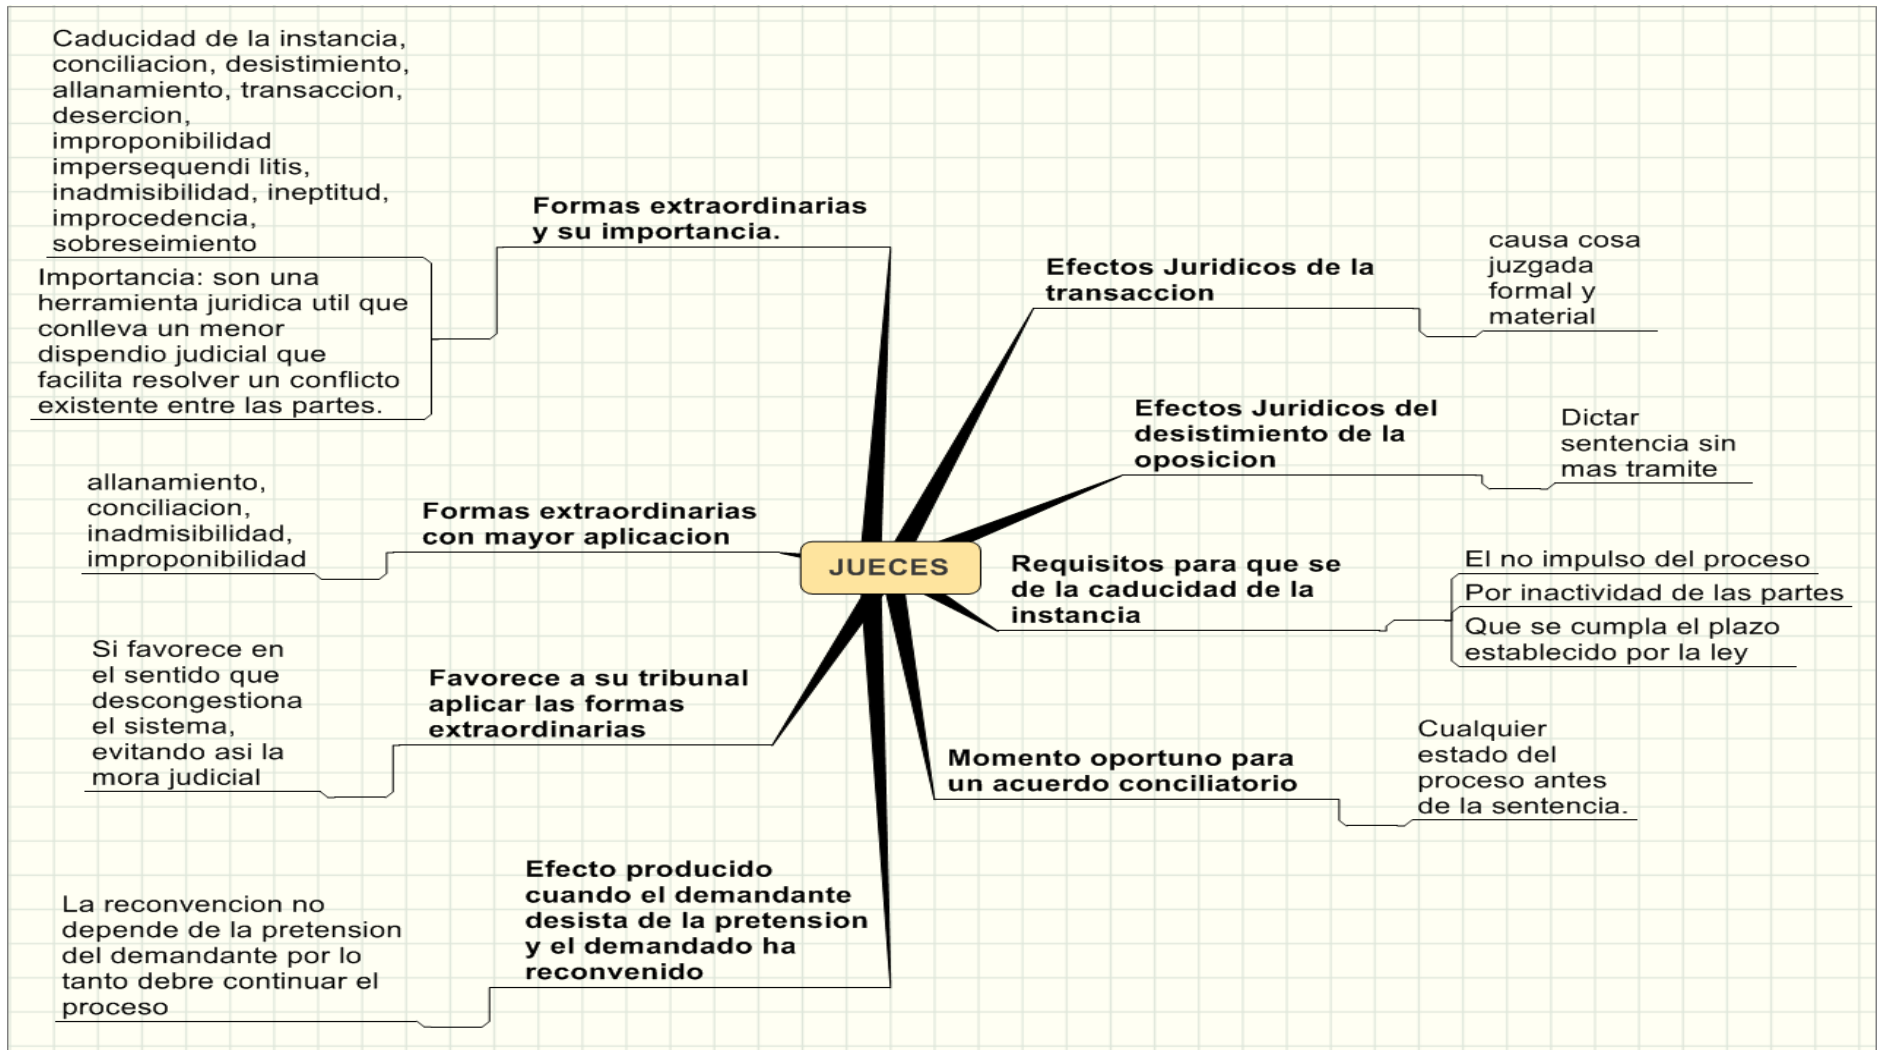 Caducidad de la instancia,
conciliacion, desistimiento,
allanamiento, transaccion,
desercion,
improponibilidad
impersequendi litis,
inadmisibilidad, ineptitud,
improcedencia,
sobreseimiento
Importancia: son una
herramienta juridica util que
conlleva un menor
dispendio judicial que
facilita resolver un conflicto
existente entre las partes.
Formas extraordinarias
y su importancia.
allanamiento,
conciliacion,
inadmisibilidad,
improponibilidad
Formas extraordinarias
con mayor aplicacion
Si favorece en
el sentido que
descongestiona
el sistema,
evitando asi la
mora judicial
Favorece a su tribunal
aplicar las formas
extraordinarias
La reconvencion no
depende de la pretension
del demandante por lo
tanto debre continuar el
proceso
Efecto producido
cuando el demandante
desista de la pretension
y el demandado ha
reconvenido
JUECES
Efectos Juridicos de la
transaccion
causa cosa
juzgada
formal y
material
Efectos Juridicos del
desistimiento de la
oposicion
Dictar
sentencia sin
mas tramite
Requisitos para que se
de la caducidad de la
instancia
El no impulso del proceso
Por inactividad de las partes
Que se cumpla el plazo
establecido por la ley
Momento oportuno para
un acuerdo conciliatorio
Cualquier
estado del
proceso antes
de la sentencia.